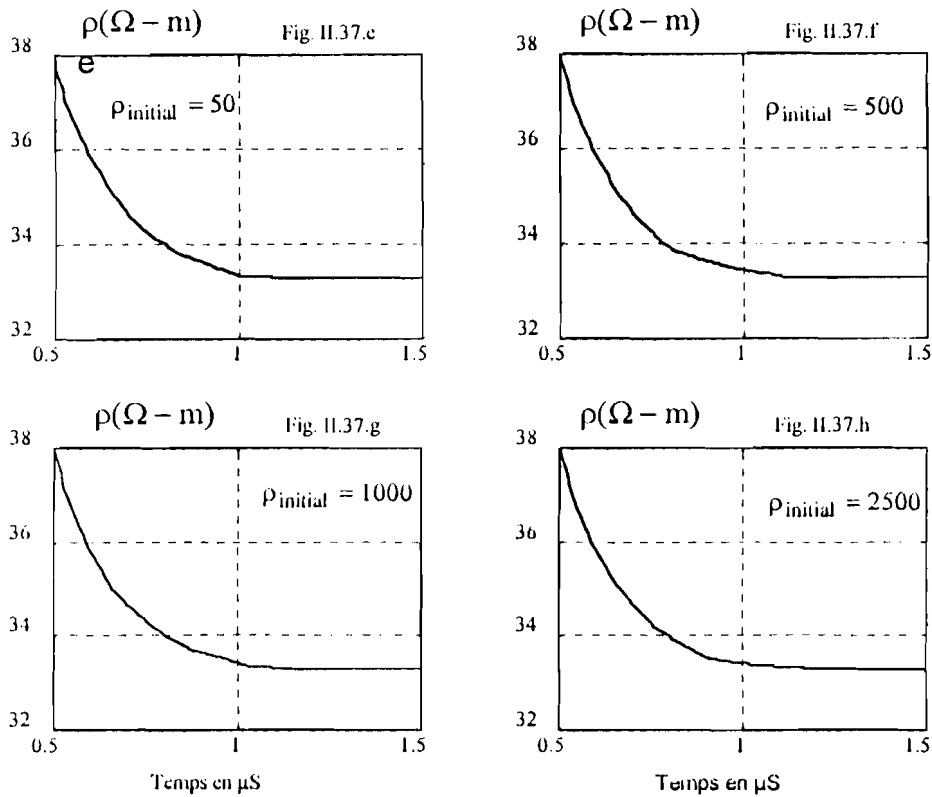 ρ(Ω – m) Fig. II.37.e
38
e
ρinitial = 50
36
34
32
0.5 1 1.5
ρ(Ω – m) Fig. II.37.f
38
ρinitial = 500
36
34
32
0.5 1 1.5
ρ(Ω – m) Fig. II.37.g
38
ρinitial = 1000
36
34
32
0.5 1 1.5
Temps en µS
ρ(Ω – m) Fig. II.37.h
38
ρinitial = 2500
36
34
32
0.5 1 1.5
Temps en µS